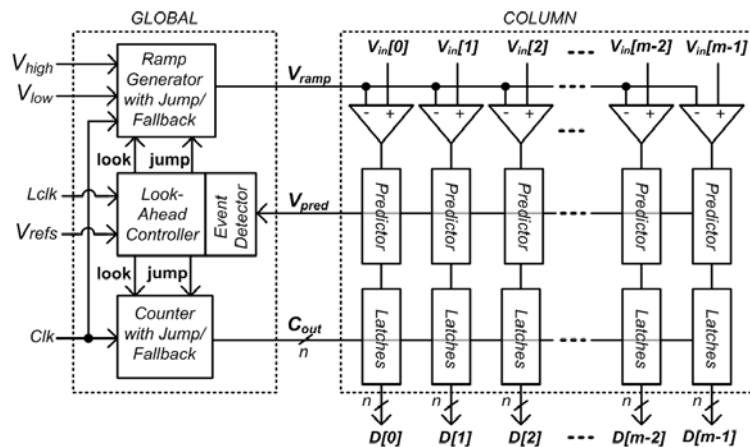 GLOBAL
COLUMN
V_high
V_low
Ramp
Generator
with Jump/
Fallback
V_ramp
V_in[0]
V_in[1]
V_in[2]
V_in[m-2]
V_in[m-1]
- +
- +
- +
- +
- +
look
jump
Lclk
Vrefs
Look-
Ahead
Controller
Event
Detector
V_pred
Predictor
Predictor
Predictor
Predictor
Predictor
look
jump
Clk
Counter
with Jump/
Fallback
C_out
n
Latches
Latches
Latches
Latches
Latches
n
n
n
n
n
D[0]
D[1]
D[2]
D[m-2]
D[m-1]